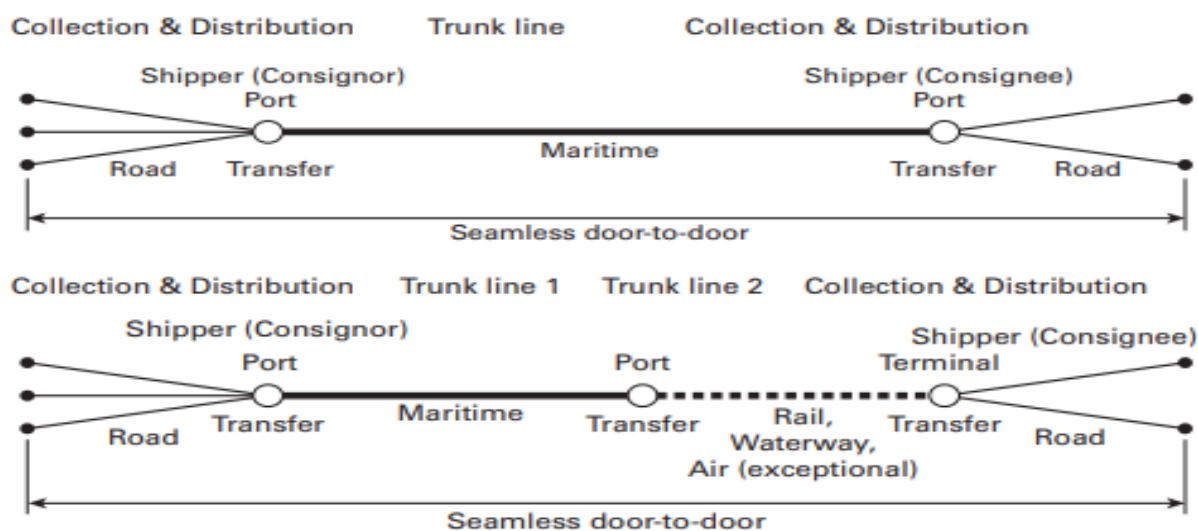 Collection & Distribution Trunk line Collection & Distribution
Shipper (Consignor) Shipper (Consignee)
Port Port
Maritime
Road Transfer Transfer Road
Seamless door-to-door
Collection & Distribution Trunk line 1 Trunk line 2 Collection & Distribution
Shipper (Consignor) Shipper (Consignee)
Port Port Terminal
Maritime Rail,
Road Transfer Transfer Transfer Road
Waterway,
Air (exceptional)
Seamless door-to-door